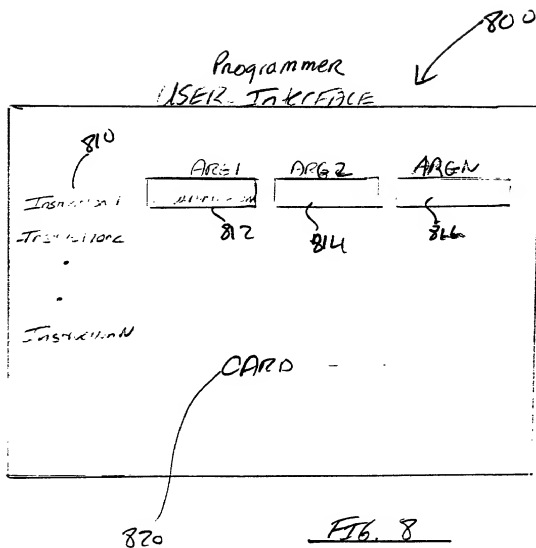 800
Programmer
USER INTERFACE
810
ARG1 ARG2 ARGN
Instruction 1
812 814 816
Instruction 2
Instruction N
CARD
820
FIG. 8